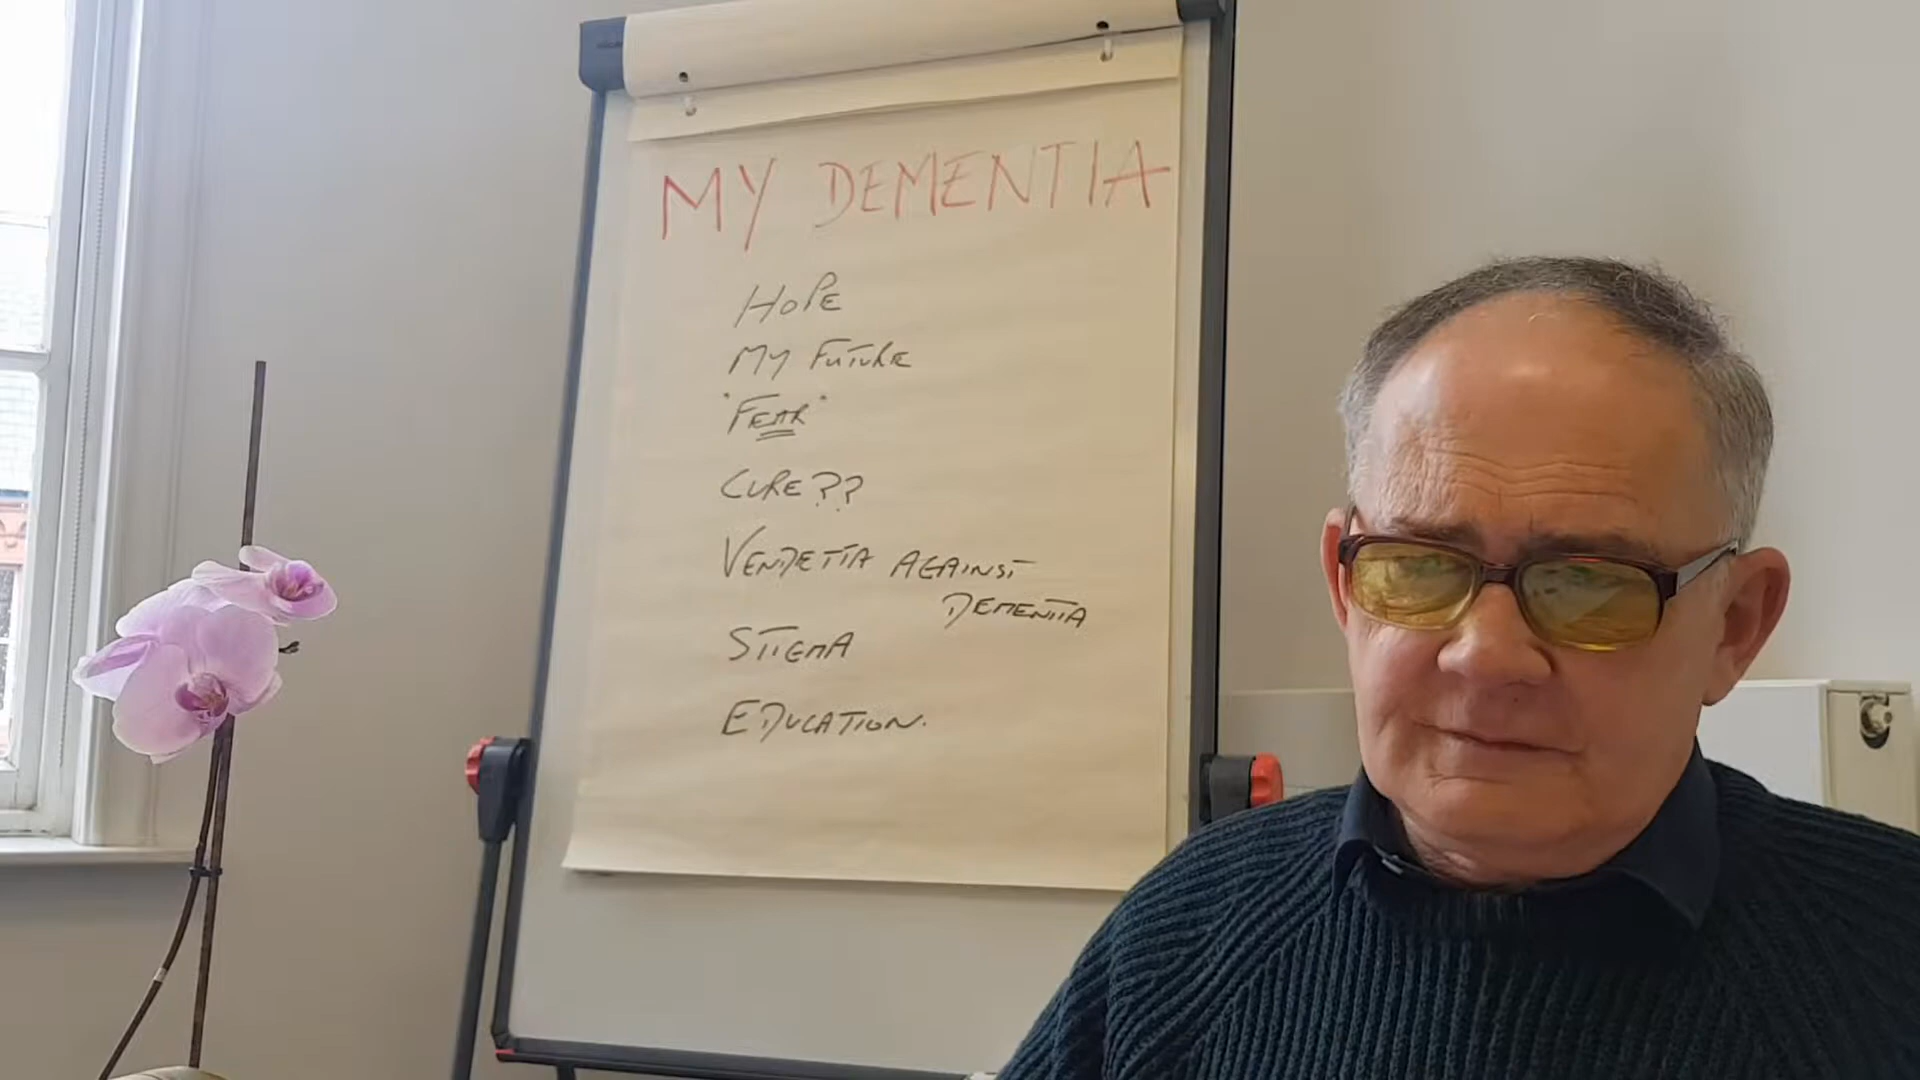 MY DEMENTIA
HOPE
MY FUTURE
"FEAR"
CURE??
VENDETTA AGAINST
DEMENTIA
STIGMA
EDUCATION.